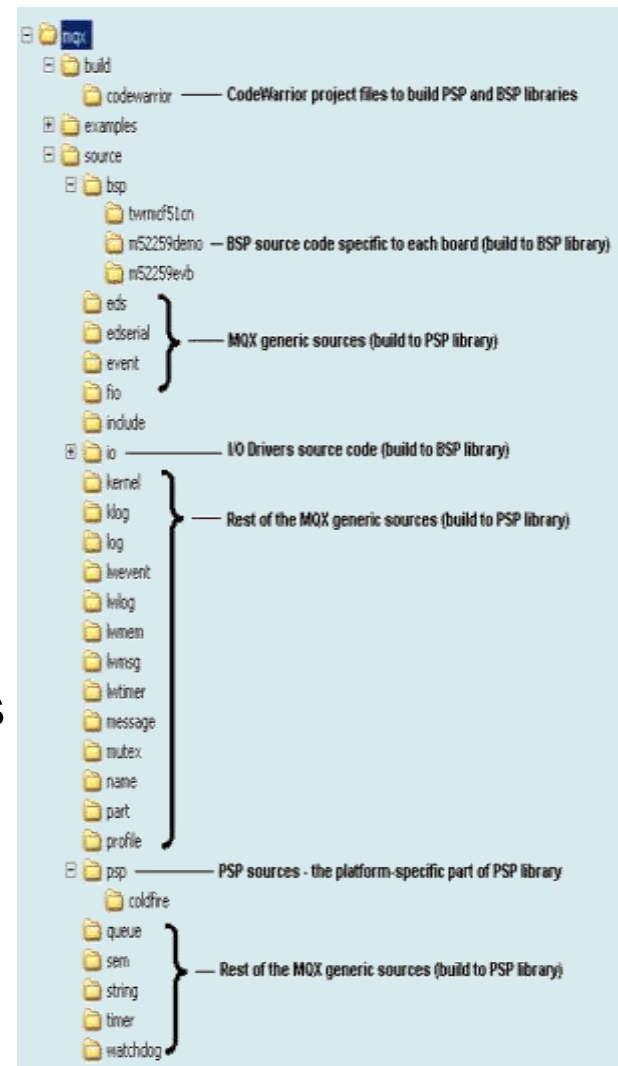 mqx
build
codewarrior CodeWarrior project files to build PSP and BSP libraries
examples
source
bsp
twrmcf51cn
m52259demo BSP source code specific to each board (build to BSP library)
m52259evb
eds
edserial
MQX generic sources (build to PSP library)
event
fio
include
io I/O Drivers source code (build to BSP library)
kernel
klog
Rest of the MQX generic sources (build to PSP library)
log
lwevent
lwlog
lwmem
lwmsg
lwtimer
message
mutex
name
part
profile
psp PSP sources - the platform-specific part of PSP library
coldfire
queue
sem
Rest of the MQX generic sources (build to PSP library)
string
timer
watchdog